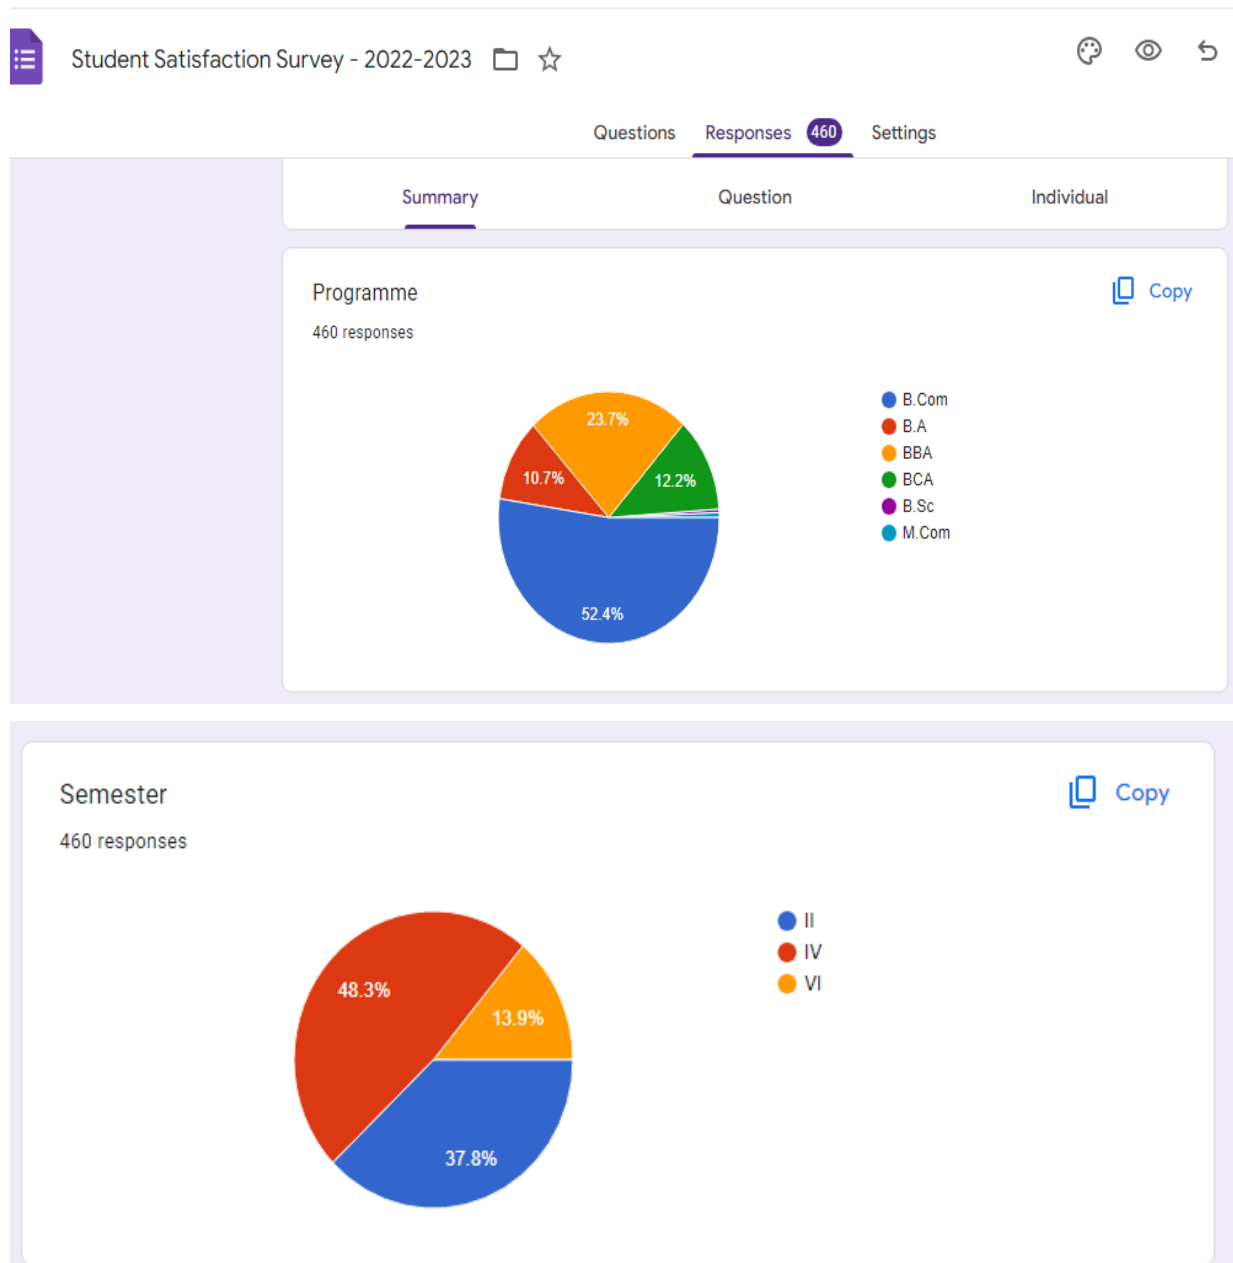 Student Satisfaction Survey - 2022-2023
Questions Responses 460 Settings
Summary Question Individual
Programme
Copy
460 responses
23.7%
10.7%
12.2%
52.4%
B.Com
B.A
BBA
BCA
B.Sc
M.Com
Semester
Copy
460 responses
48.3%
13.9%
37.8%
II
IV
VI